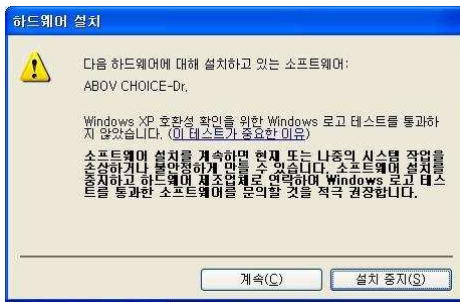 하드웨어 설치
다음 하드웨어에 대해 설치하고 있는 소프트웨어:
ABOV CHOICE-Dr,
Windows XP 호환성 확인을 위한 Windows 로고 테스트를 통과하
지 않았습니다. (이 테스트가 중요한 이유)
소프트웨어 설치를 계속하면 현재 또는 나중의 시스템 작업을
손상하거나 불안정하게 만들 수 있습니다. 소프트웨어 설치를
중지하고 하드웨어 제조업체로 연락하여 Windows 로고 테스
트를 통과한 소프트웨어를 문의할 것을 적극 권장합니다.
계속(C)
설치 중지(S)